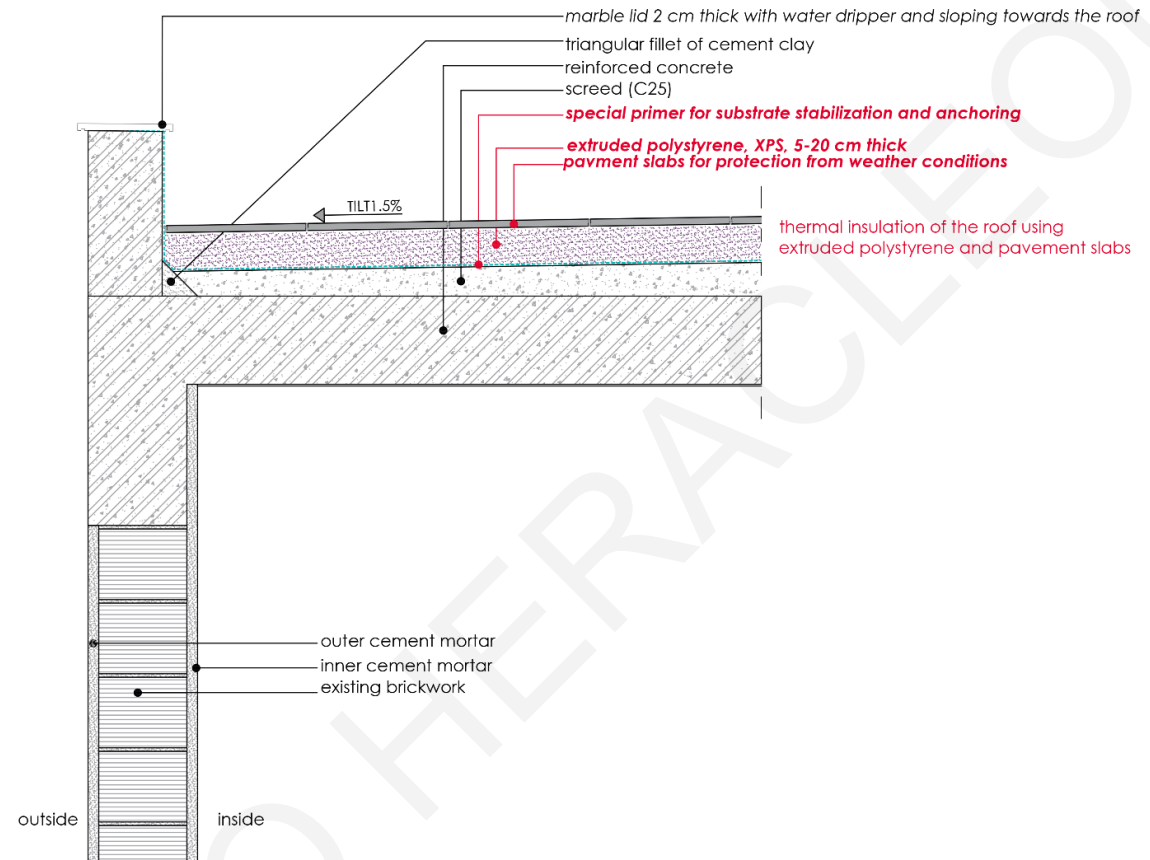 marble lid 2 cm thick with water dripper and sloping towards the roof
triangular fillet of cement clay
reinforced concrete
screed (C25)
special primer for substrate stabilization and anchoring
extruded polystyrene, XPS, 5-20 cm thick
pavment slabs for protection from weather conditions
TILT1.5%
thermal insulation of the roof using
extruded polystyrene and pavement slabs
outer cement mortar
inner cement mortar
existing brickwork
outside
inside
O HERACLEO